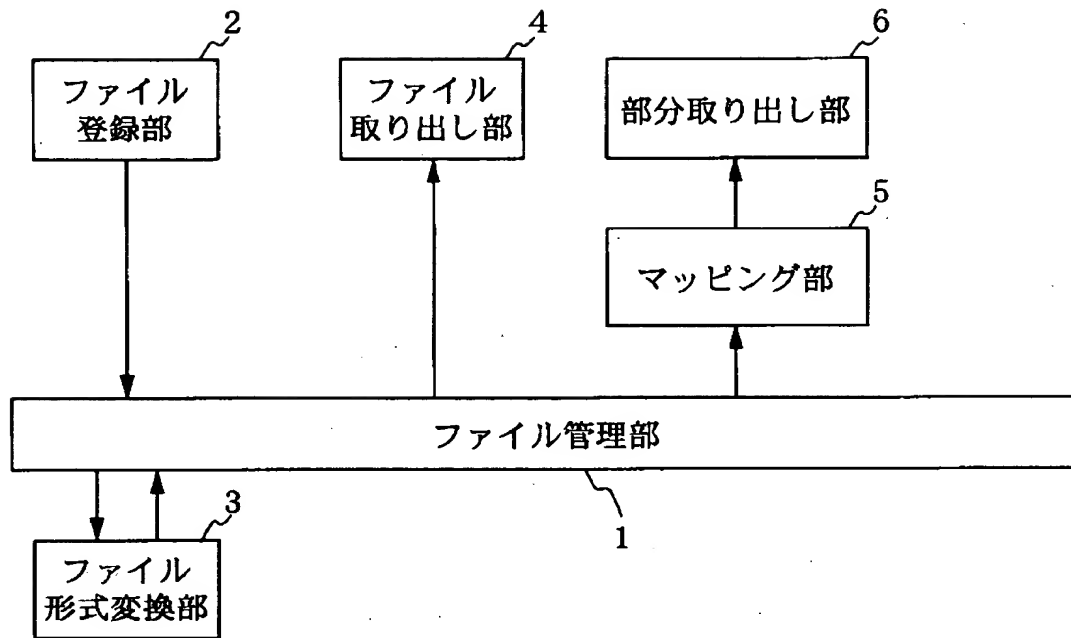 2
ファイル
登録部
4
ファイル
取り出し部
6
部分取り出し部
5
マッピング部
ファイル管理部
1
3
ファイル
形式変換部